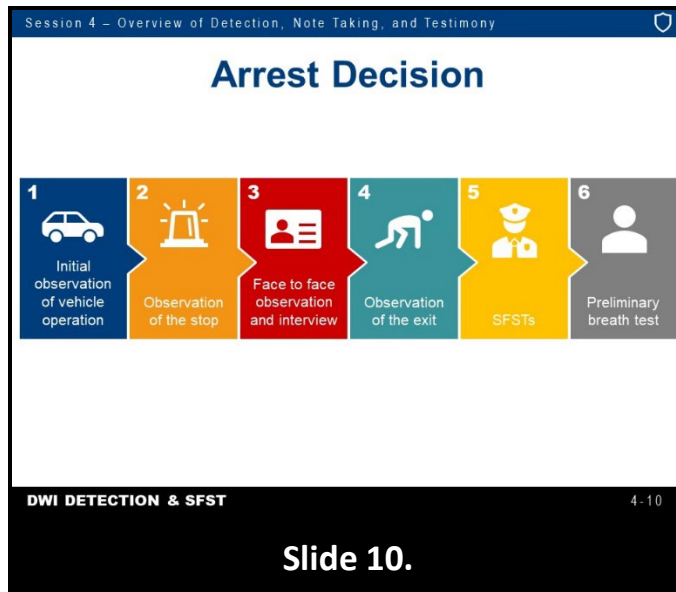 Session 4 – Overview of Detection, Note Taking, and Testimony
Arrest Decision
1
Initial
observation
of vehicle
operation
2
Observation
of the stop
3
Face to face
observation
and interview
4
Observation
of the exit
5
SFSTs
6
Preliminary
breath test
DWI DETECTION & SFST
4-10
Slide 10.